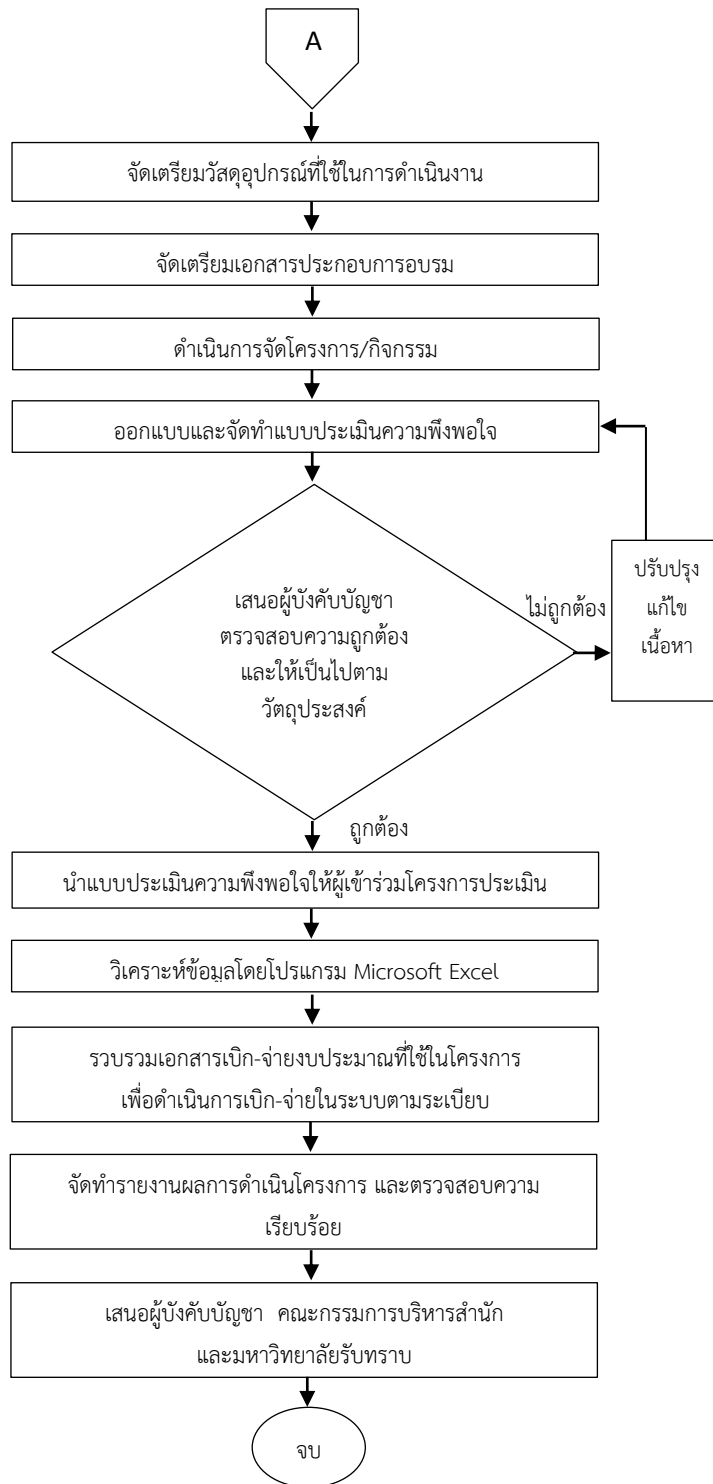 A
จัดเตรียมวัสดุอุปกรณ์ที่ใช้ในการดำเนินงาน
จัดเตรียมเอกสารประกอบการอบรม
ดำเนินการจัดโครงการ/กิจกรรม
ออกแบบและจัดทำแบบประเมินความพึงพอใจ
เสนอผู้บังคับบัญชา
ตรวจสอบความถูกต้อง
และให้เป็นไปตาม
วัตถุประสงค์
ไม่ถูกต้อง
ปรับปรุง
แก้ไข
เนื้อหา
ถูกต้อง
นำแบบประเมินความพึงพอใจให้ผู้เข้าร่วมโครงการประเมิน
วิเคราะห์ข้อมูลโดยโปรแกรม Microsoft Excel
รวบรวมเอกสารเบิก-จ่ายงบประมาณที่ใช้ในโครงการ
เพื่อดำเนินการเบิก-จ่ายในระบบตามระเบียบ
จัดทำรายงานผลการดำเนินโครงการ และตรวจสอบความ
เรียบร้อย
เสนอผู้บังคับบัญชา คณะกรรมการบริหารสำนัก
และมหาวิทยาลัยรับทราบ
จบ